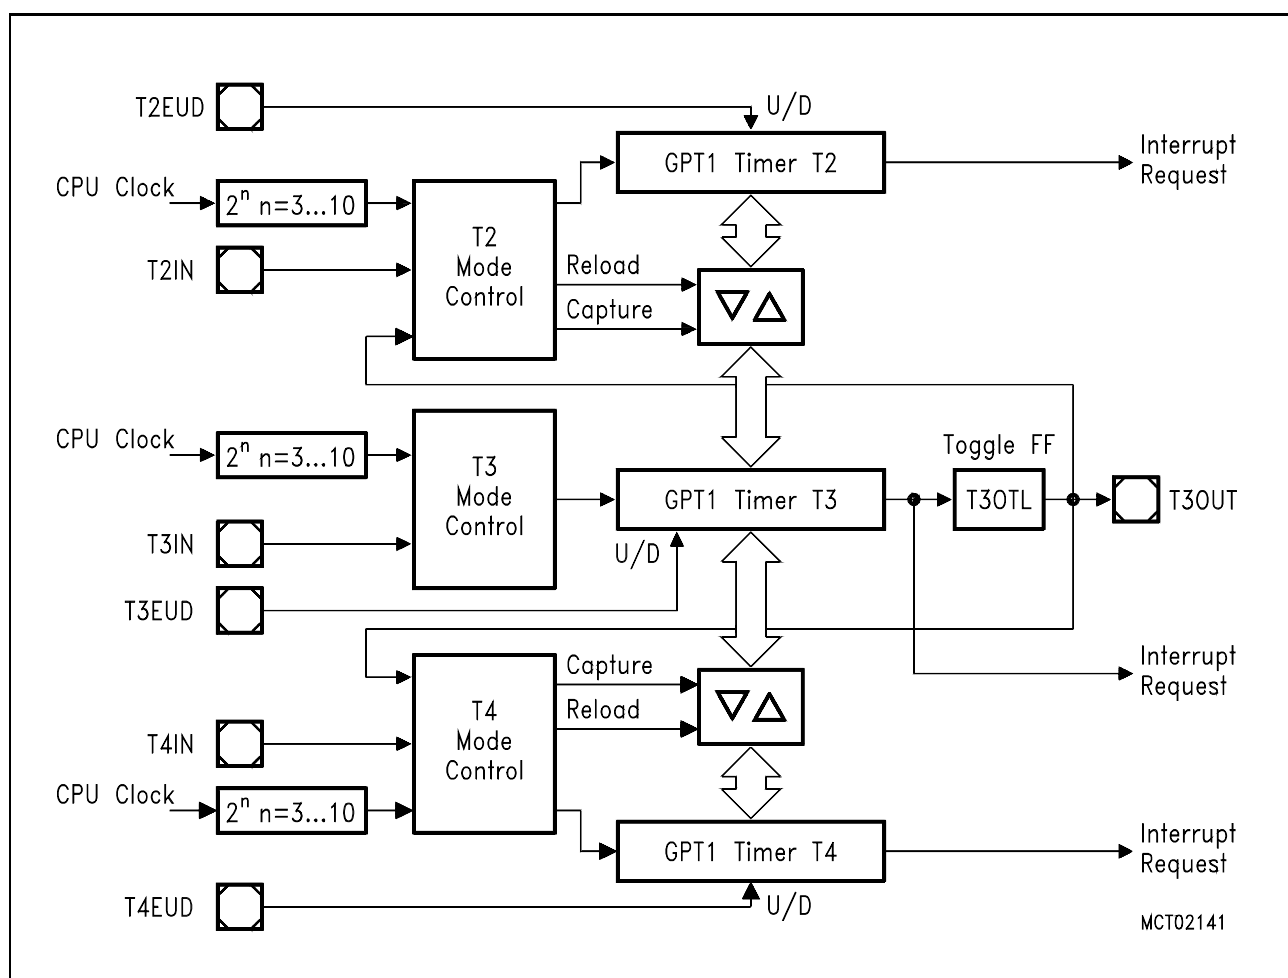 T2EUD
U/D
GPT1 Timer T2
Interrupt
Request
CPU Clock
2ⁿ n=3...10
T2IN
T2
Mode
Control
Reload
Capture
CPU Clock
2ⁿ n=3...10
T3
Mode
Control
GPT1 Timer T3
Toggle FF
T3OTL
T3OUT
T3IN
U/D
T3EUD
Interrupt
Request
Capture
Reload
T4
Mode
Control
T4IN
CPU Clock
2ⁿ n=3...10
GPT1 Timer T4
Interrupt
Request
T4EUD
U/D
MCT02141